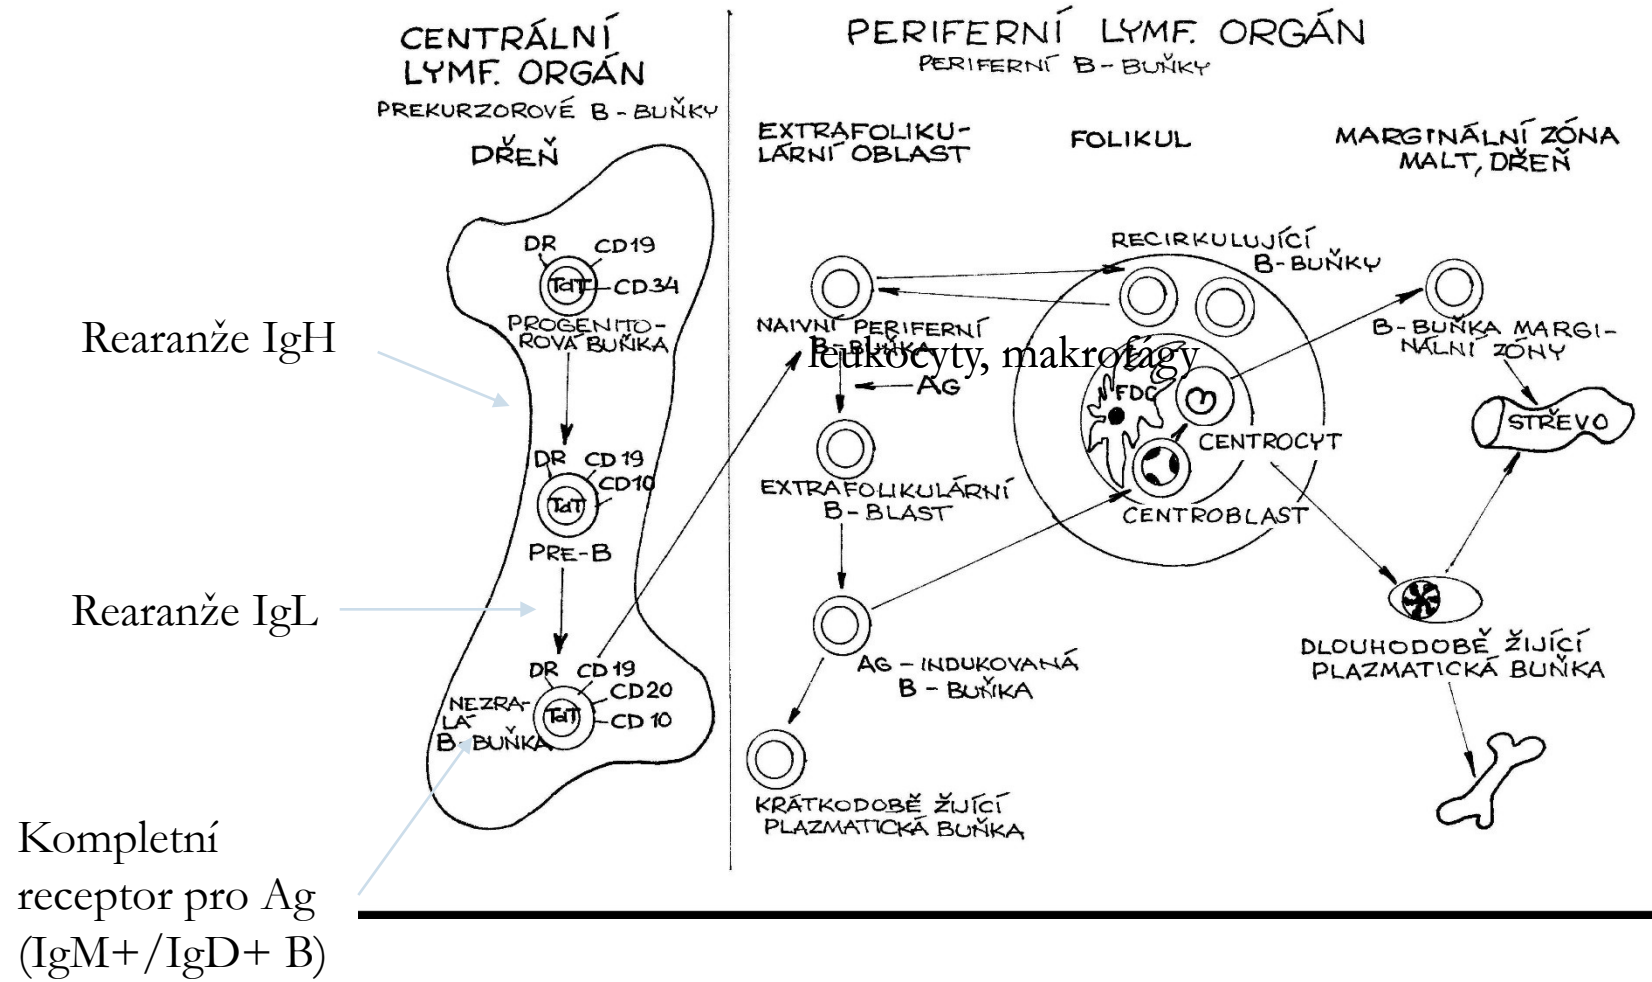 CENTRÁLNÍ
LYMF. ORGÁN
PREKURZOROVÉ B-BUŇKY
DŘEŇ
DR CD19
TdT CD34
PROGENITO-
ROVÁ BUŇKA
Rearanže IgH
DR CD19
CD10
TdT
PRE-B
Rearanže IgL
DR CD19
CD20
TdT CD10
NEZRA-
LÁ
B-BUŇKA
Kompletní
receptor pro Ag
(IgM+/IgD+ B)
PERIFERNÍ LYMF. ORGÁN
PERIFERNÍ B-BUŇKY
EXTRAFOLIKU-
LÁRNÍ OBLAST
FOLIKUL
MARGINÁLNÍ ZÓNA
MALT, DŘEŇ
RECIRKULUJÍCÍ
B-BUŇKY
NAIVNÍ PERIFERNÍ
B-BUŇKA
leukocyty, makrofágy
AG
B-BUŇKA MARGI-
NÁLNÍ ZÓNY
FDC
STŘEVO
CENTROCYT
EXTRAFOLIKULÁRNÍ
B-BLAST
CENTROBLAST
AG-INDUKOVANÁ
B-BUŇKA
DLOUHODOBĚ ŽIJÍCÍ
PLAZMATICKÁ BUŇKA
KRÁTKODOBĚ ŽIJÍCÍ
PLAZMATICKÁ BUŇKA